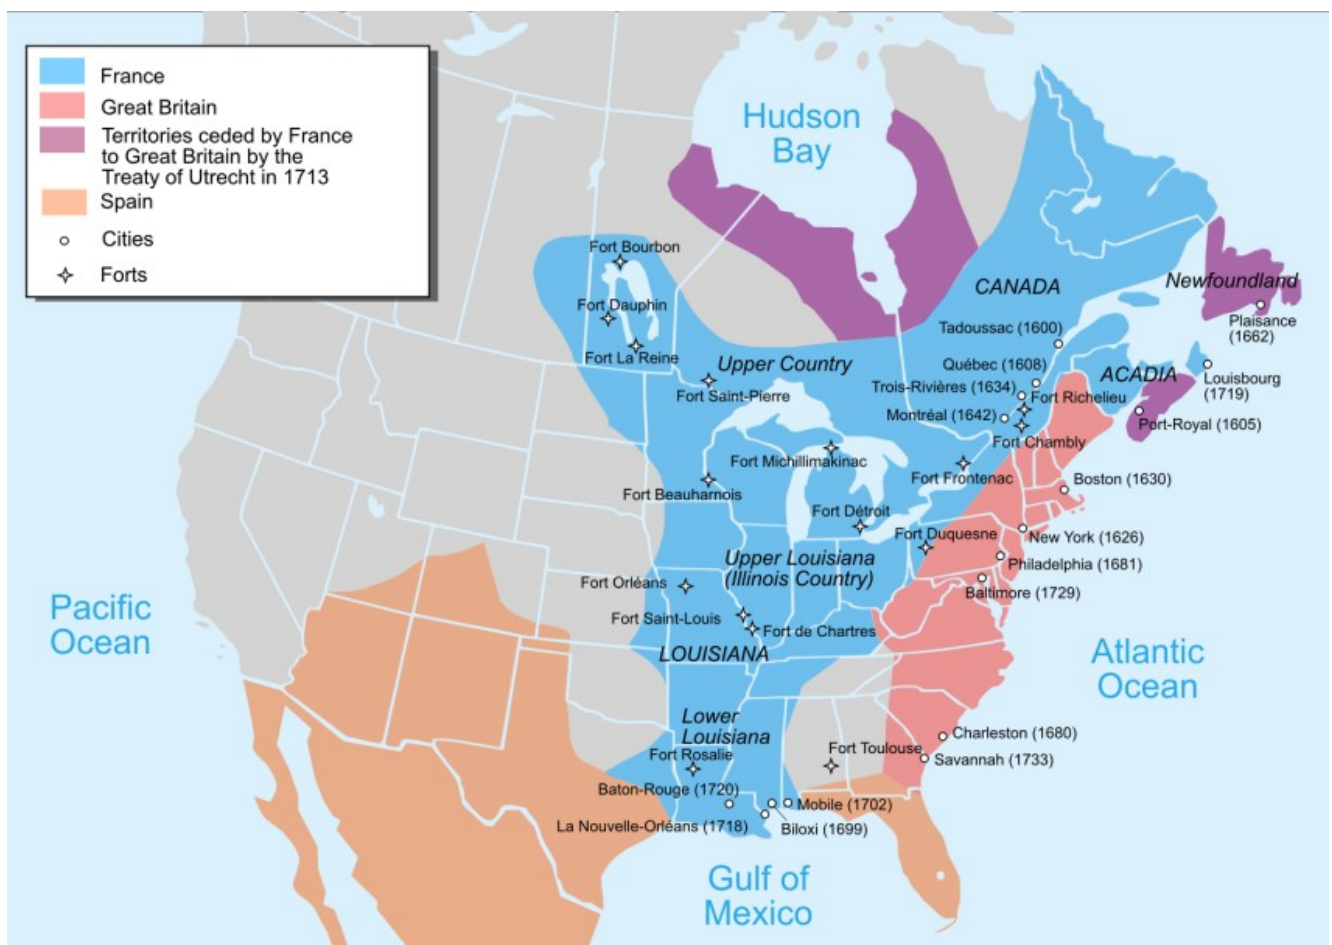 France
Great Britain
Territories ceded by France
to Great Britain by the
Treaty of Utrecht in 1713
Spain
Cities
Forts
Hudson
Bay
Fort Bourbon
Fort Dauphin
Fort La Reine
CANADA
Newfoundland
Plaisance
(1662)
Tadoussac (1600)
Upper Country
Québec (1608)
ACADIA
Louisbourg
(1719)
Trois-Rivières (1634)
Fort Richelieu
Fort Saint-Pierre
Montréal (1642)
Port-Royal (1605)
Fort Chambly
Fort Michillimakinac
Fort Frontenac
Boston (1630)
Fort Beauharnois
Fort Détroit
Fort Duquesne
New York (1626)
Upper Louisiana
(Illinois Country)
Philadelphia (1681)
Fort Orléans
Baltimore (1729)
Pacific
Ocean
Fort Saint-Louis
Fort de Chartres
LOUISIANA
Atlantic
Ocean
Lower
Louisiana
Charleston (1680)
Fort Rosalie
Fort Toulouse
Savannah (1733)
Baton-Rouge (1720)
Mobile (1702)
La Nouvelle-Orléans (1718)
Biloxi (1699)
Gulf of
Mexico